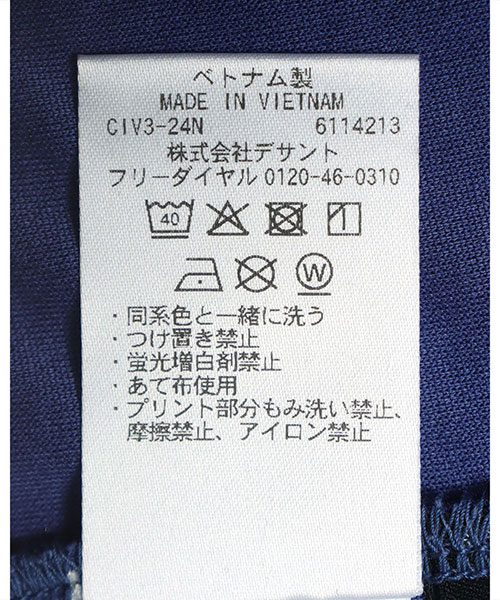 ベトナム製
MADE IN VIETNAM
CIV3-24N 6114213
株式会社デサント
フリーダイヤル 0120-46-0310
40
W
・同系色と一緒に洗う
・つけ置き禁止
・蛍光増白剤禁止
・あて布使用
・プリント部分もみ洗い禁止、
摩擦禁止、アイロン禁止